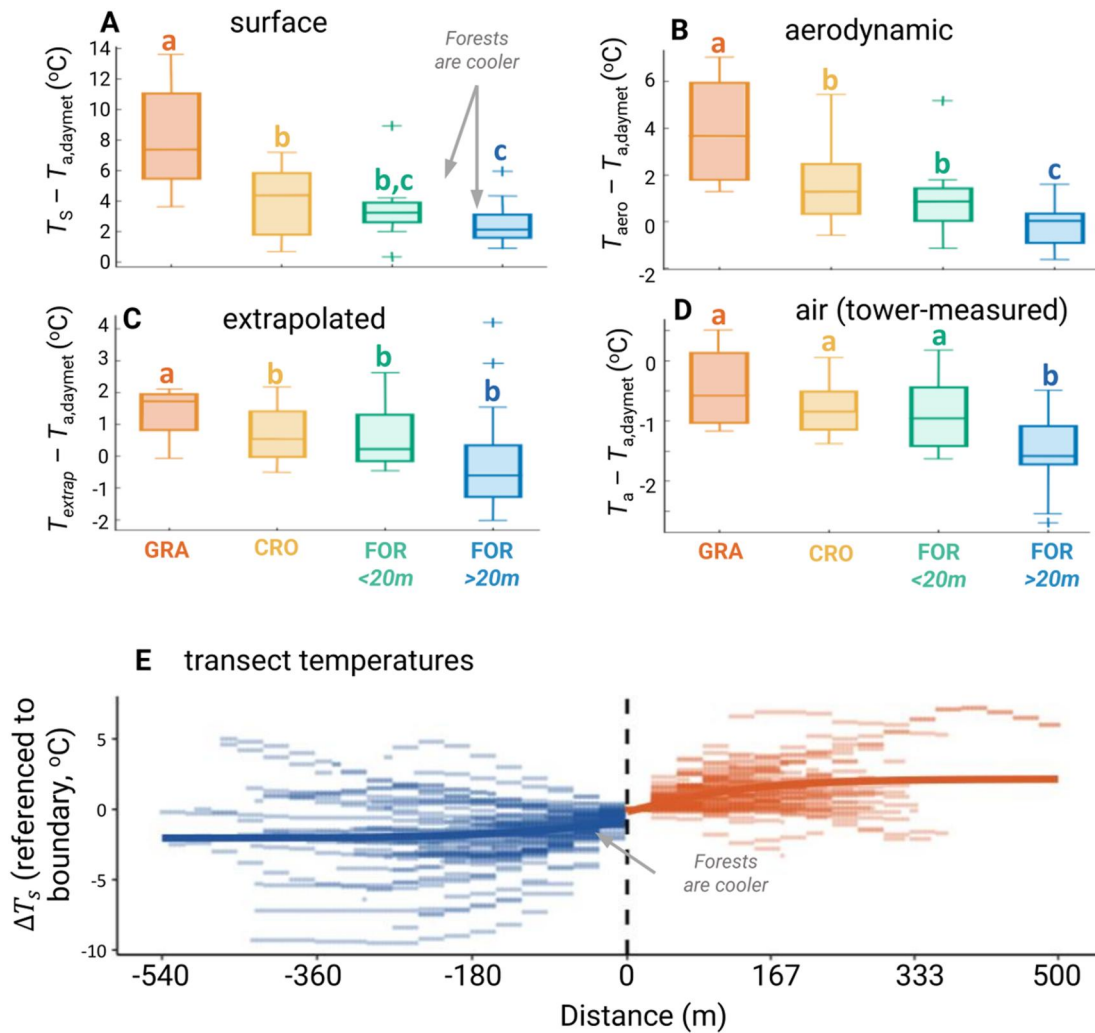 A surface
T_S − T_a,daymet (°C)
14
12
10
8
6
4
2
0
a
b
b,c
c
Forests
are cooler
B aerodynamic
T_aero − T_a,daymet (°C)
6
4
2
0
-2
a
b
b
c
C extrapolated
T_extrap − T_a,daymet (°C)
4
3
2
1
0
-1
-2
a
b
b
b
GRA CRO FOR FOR
<20m >20m
D air (tower-measured)
T_a − T_a,daymet (°C)
0
-1
-2
a
a
a
b
GRA CRO FOR FOR
<20m >20m
E transect temperatures
ΔT_s (referenced to
boundary, °C)
5
0
-5
-10
Forests
are cooler
-540 -360 -180 0 167 333 500
Distance (m)